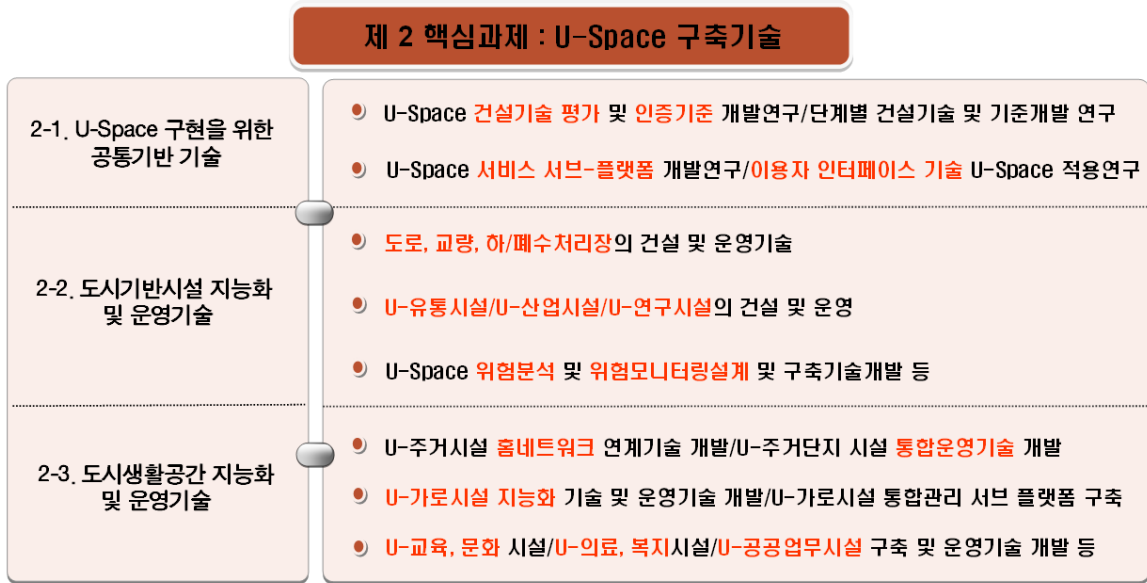 제 2 핵심과제 : U-Space 구축기술
2-1. U-Space 구현을 위한
공통기반 기술
U-Space 건설기술 평가 및 인증기준 개발연구/단계별 건설기술 및 기준개발 연구
U-Space 서비스 서브-플랫폼 개발연구/이용자 인터페이스 기술 U-Space 적용연구
2-2. 도시기반시설 지능화
및 운영기술
도로, 교량, 하/폐수처리장의 건설 및 운영기술
U-유통시설/U-산업시설/U-연구시설의 건설 및 운영
U-Space 위험분석 및 위험모니터링설계 및 구축기술개발 등
2-3. 도시생활공간 지능화
및 운영기술
U-주거시설 홈네트워크 연계기술 개발/U-주거단지 시설 통합운영기술 개발
U-가로시설 지능화 기술 및 운영기술 개발/U-가로시설 통합관리 서브 플랫폼 구축
U-교육, 문화 시설/U-의료, 복지시설/U-공공업무시설 구축 및 운영기술 개발 등